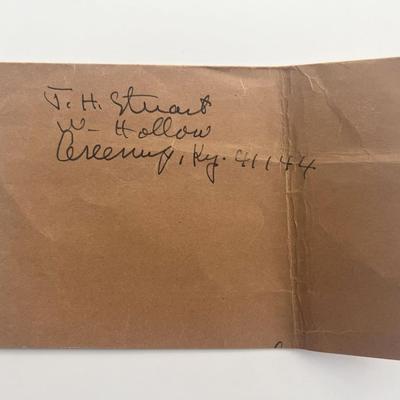 J. H. Stuart
W- Hollow
Greenup, Ky. 41144